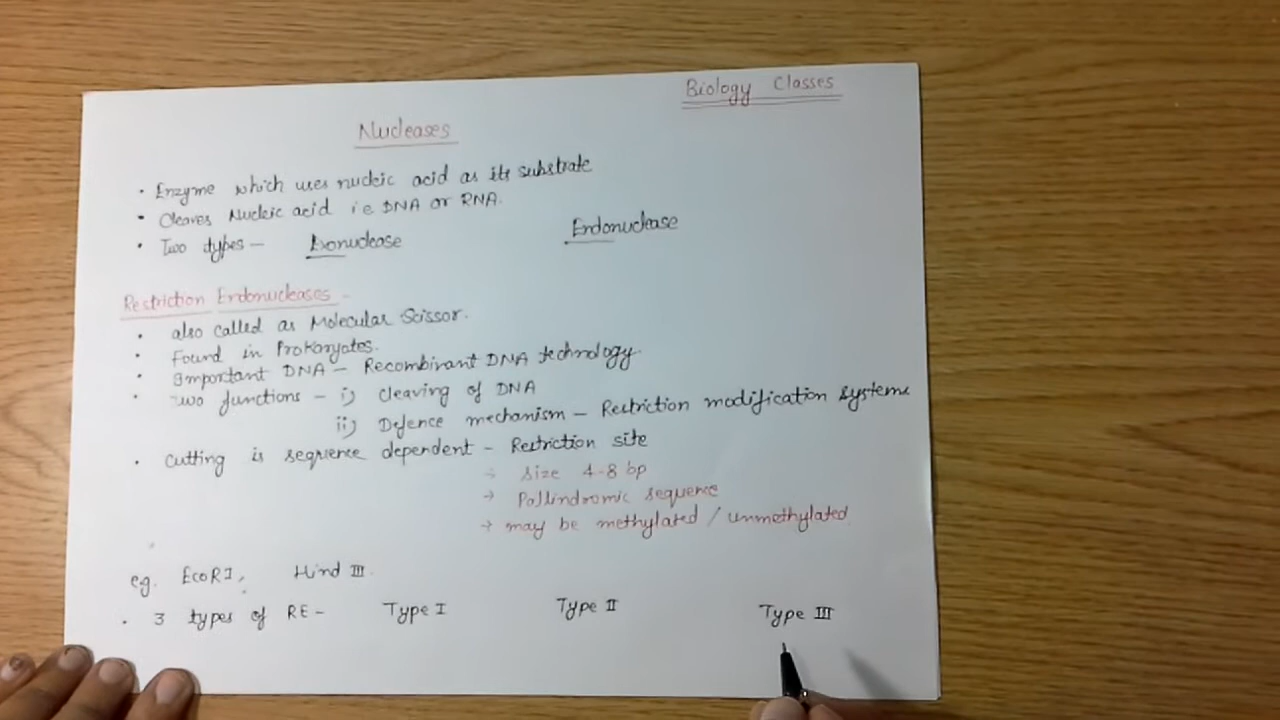 Biology Classes
Nucleases
• Enzyme which uses nucleic acid as its substrate
• Cleaves Nucleic acid i.e DNA or RNA.
• Two types – Exonuclease Endonuclease
Restriction Endonucleases –
• also called as Molecular Scissor.
• Found in Prokaryotes.
• Important DNA – Recombinant DNA technology.
• Two functions – i) cleaving of DNA
ii) Defence mechanism – Restriction modification systems
• Cutting is sequence dependent – Restriction site
→ size 4-8 bp
→ Pallindromic sequence
→ may be methylated / unmethylated.
eg. EcoRI, Hind III.
• 3 types of RE – Type I Type II Type III